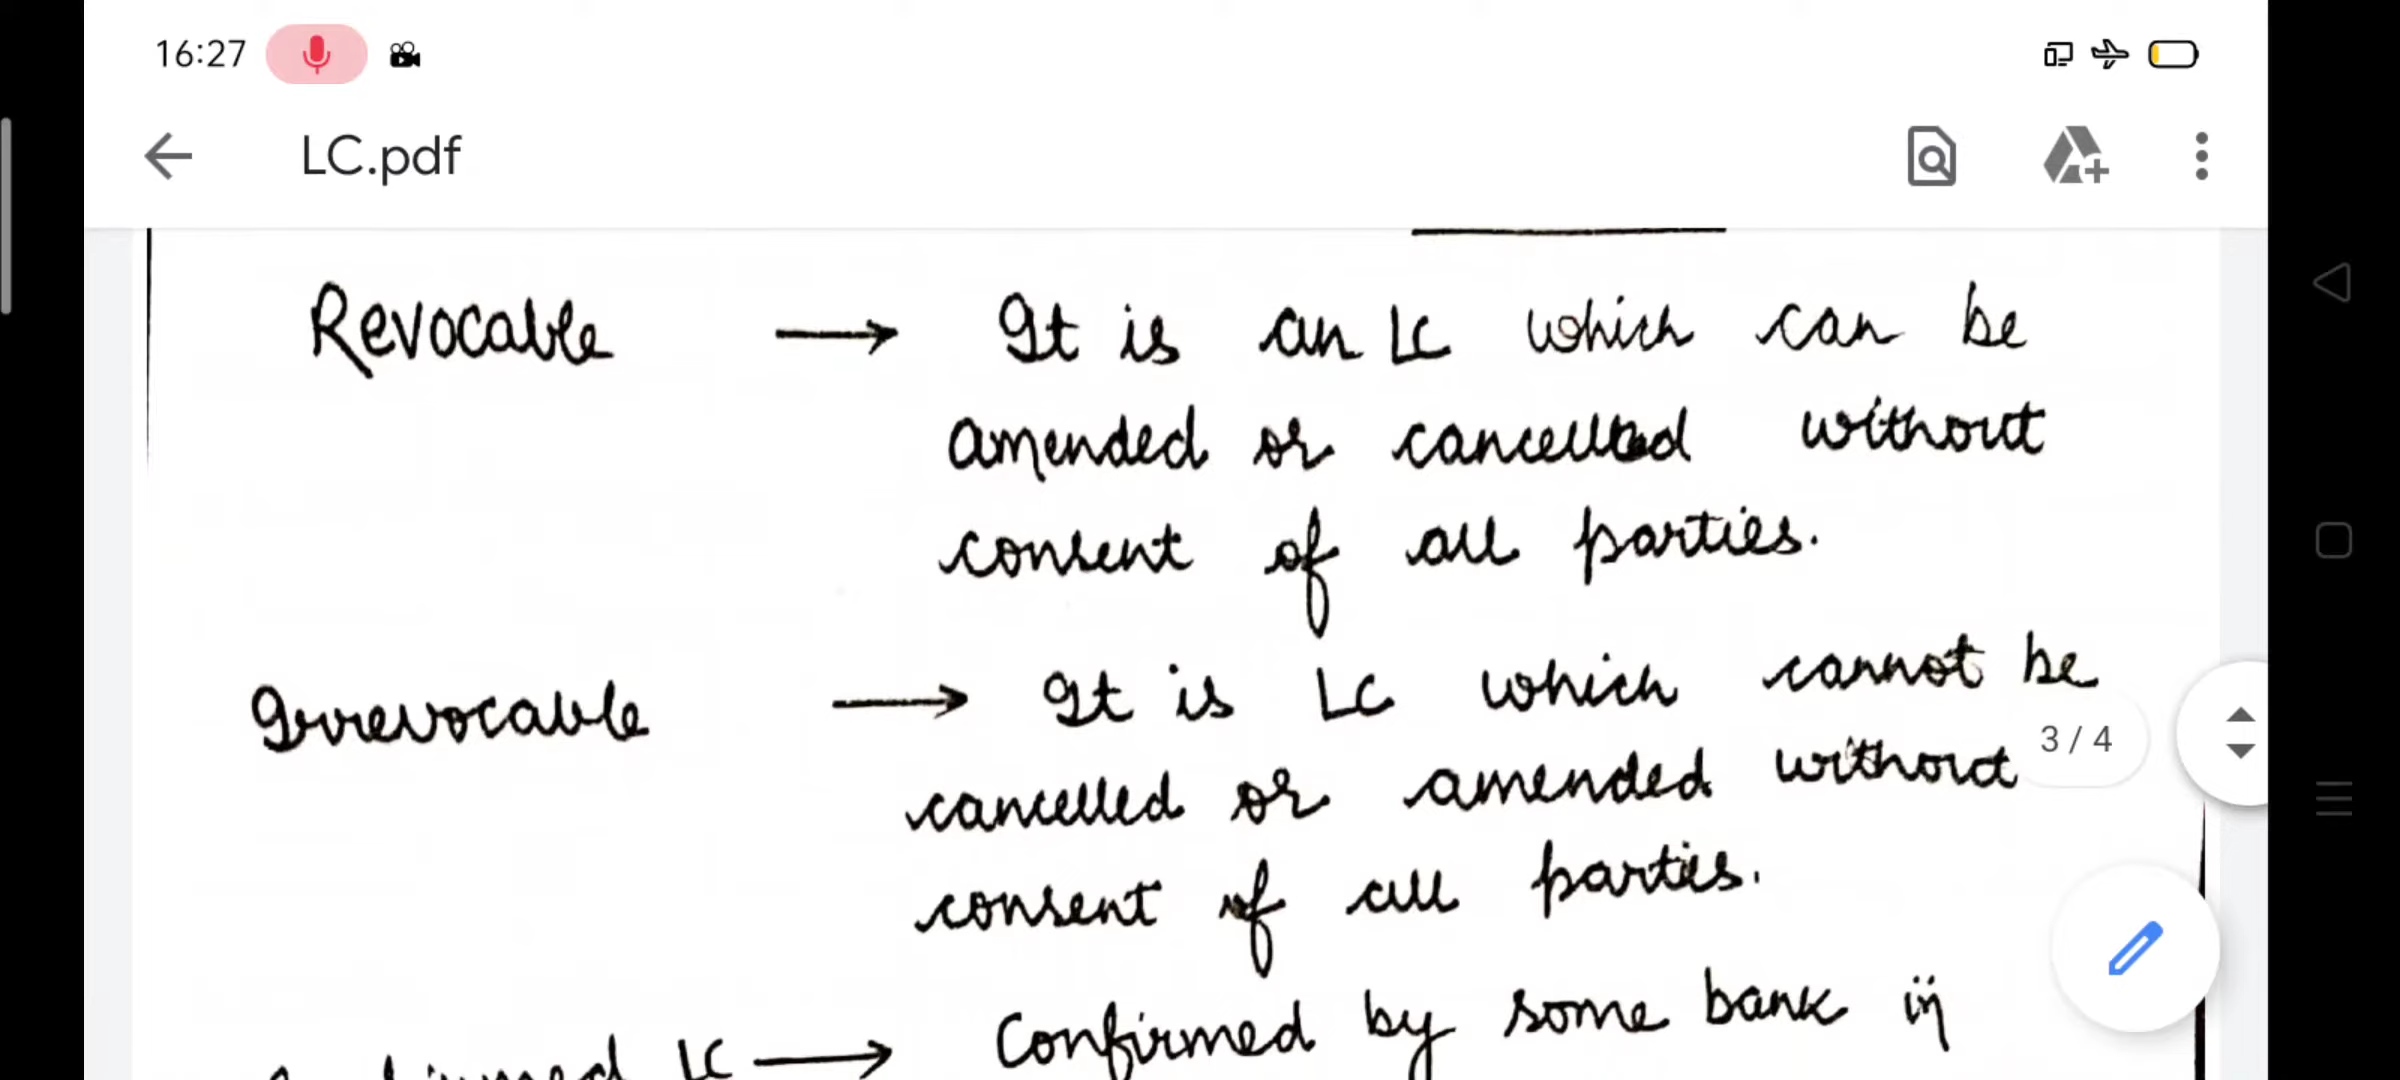 16:27
LC.pdf
Revocable → It is an LC which can be
amended or cancelled without
consent of all parties.
Irrevocable → It is LC which cannot be
3 / 4
cancelled or amended without
consent of all parties.
LC → Confirmed by some bank in